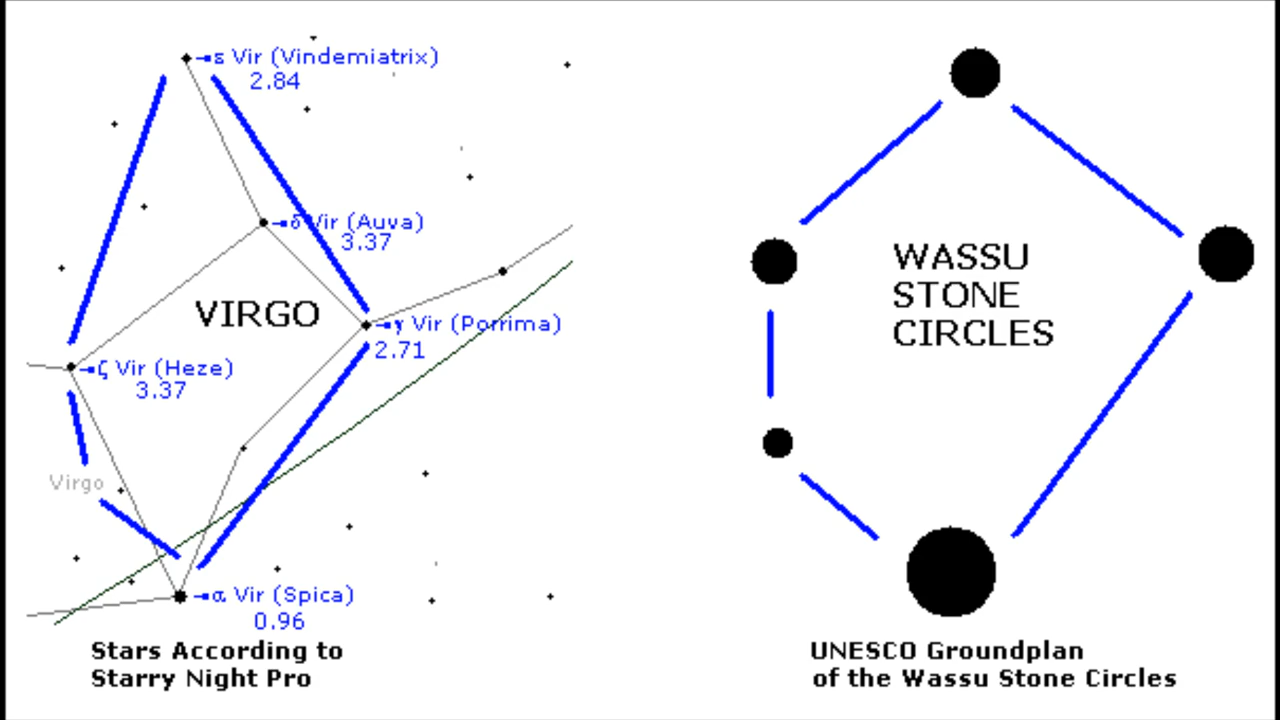 ε Vir (Vindemiatrix)
2.84
δ Vir (Auva)
3.37
VIRGO
γ Vir (Porrima)
2.71
ζ Vir (Heze)
3.37
Virgo
α Vir (Spica)
0.96
Stars According to
Starry Night Pro
WASSU
STONE
CIRCLES
UNESCO Groundplan
of the Wassu Stone Circles